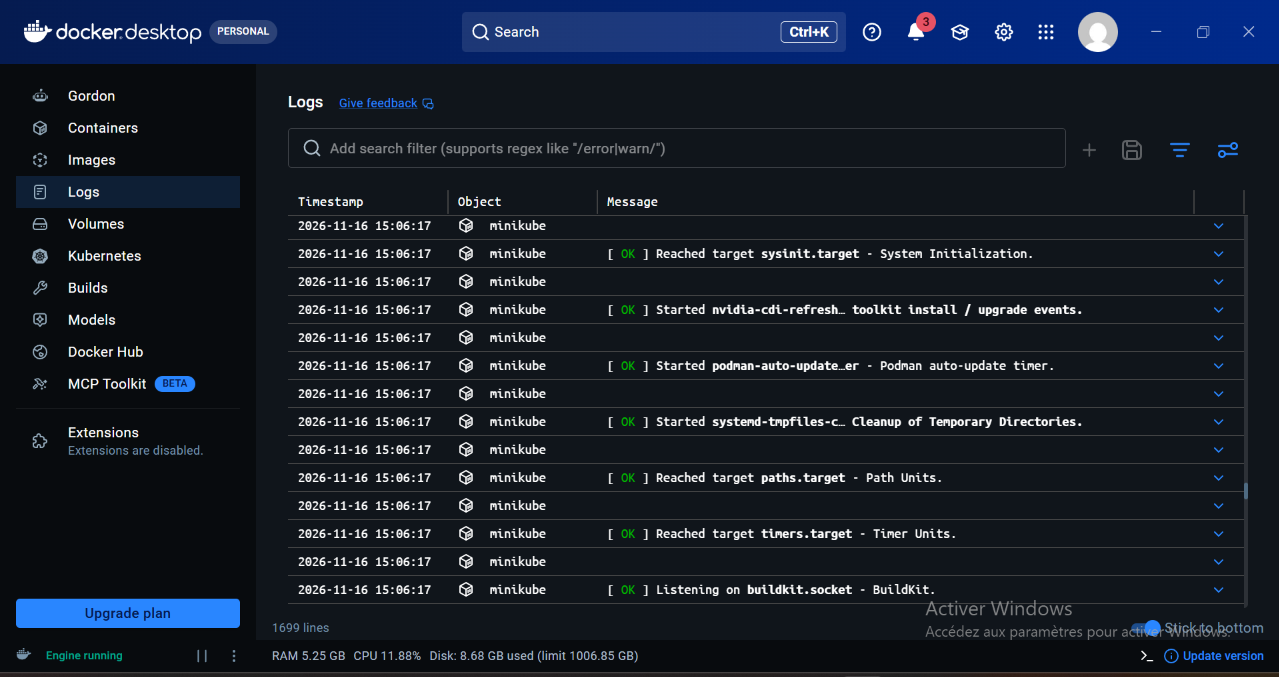 docker.desktop PERSONAL
Search Ctrl+K
3
Gordon
Containers
Images
Logs
Volumes
Kubernetes
Builds
Models
Docker Hub
MCP Toolkit BETA
Extensions
Extensions are disabled.
Upgrade plan
Logs Give feedback
Add search filter (supports regex like "/error|warn/")
Timestamp Object Message
2026-11-16 15:06:17 minikube
2026-11-16 15:06:17 minikube [ OK ] Reached target sysinit.target - System Initialization.
2026-11-16 15:06:17 minikube
2026-11-16 15:06:17 minikube [ OK ] Started nvidia-cdi-refresh… toolkit install / upgrade events.
2026-11-16 15:06:17 minikube
2026-11-16 15:06:17 minikube [ OK ] Started podman-auto-update…er - Podman auto-update timer.
2026-11-16 15:06:17 minikube
2026-11-16 15:06:17 minikube [ OK ] Started systemd-tmpfiles-c… Cleanup of Temporary Directories.
2026-11-16 15:06:17 minikube
2026-11-16 15:06:17 minikube [ OK ] Reached target paths.target - Path Units.
2026-11-16 15:06:17 minikube
2026-11-16 15:06:17 minikube [ OK ] Reached target timers.target - Timer Units.
2026-11-16 15:06:17 minikube
2026-11-16 15:06:17 minikube [ OK ] Listening on buildkit.socket - BuildKit.
1699 lines
Stick to bottom
Activer Windows
Accédez aux paramètres pour activer Windows.
Engine running
RAM 5.25 GB CPU 11.88% Disk: 8.68 GB used (limit 1006.85 GB)
Update version